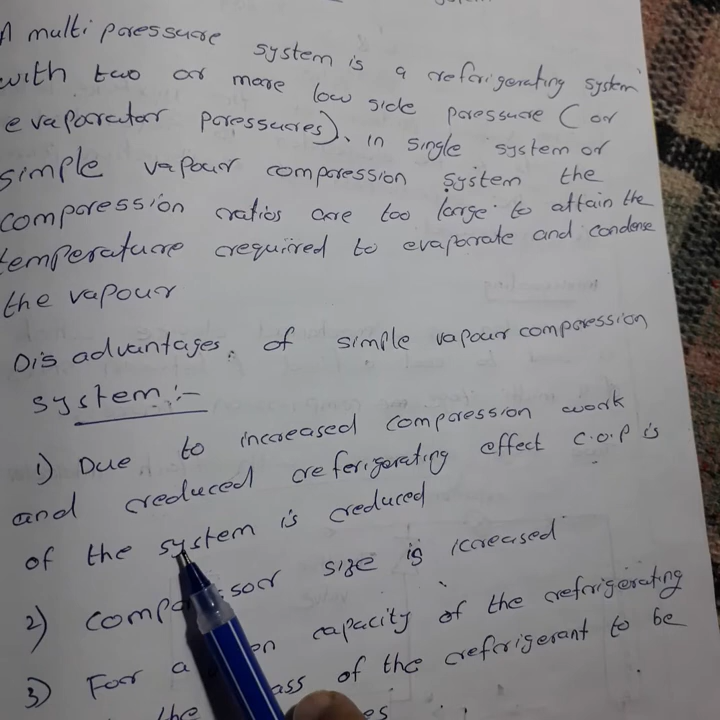 A multi pressure system is a refrigerating system
with two or more low side pressure (or
evaporator pressures). in single system or
simple vapour compression system the
compression ratios are too large to attain the
temperature required to evaporate and condense
the vapour
Dis advantages of simple vapour compression
system :-
1) Due to increased compression work
and reduced refrigerating effect C.O.P is
of the system is reduced
2) size is icreased
3) For a capacity of the refrigerating
of the refrigerant to be
the